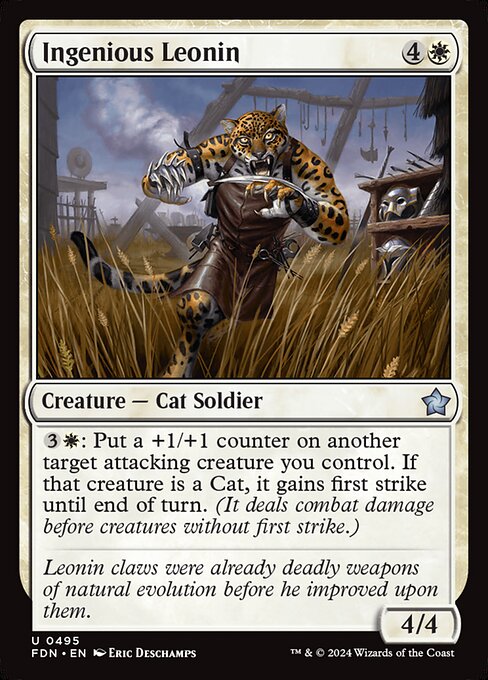 Ingenious Leonin 4
Creature — Cat Soldier
3: Put a +1/+1 counter on another
target attacking creature you control. If
that creature is a Cat, it gains first strike
until end of turn. (It deals combat damage
before creatures without first strike.)
Leonin claws were already deadly weapons
of natural evolution before he improved upon
them.
4/4
U 0495
FDN • EN Eric Deschamps
™ & © 2024 Wizards of the Coast